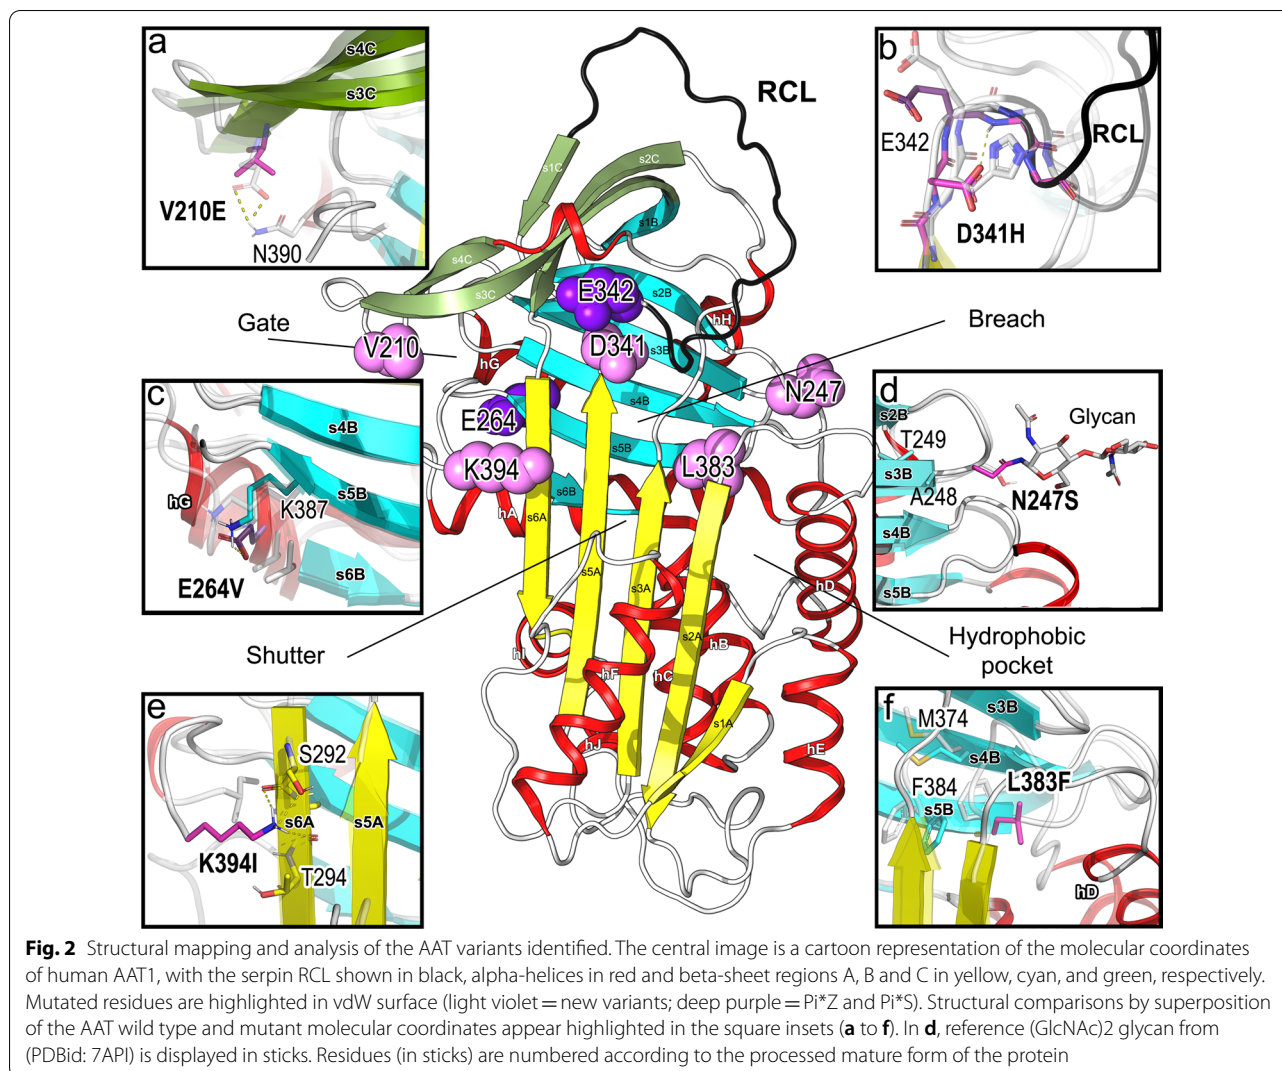 a
s4C
s3C
V210E
N390
b
E342
RCL
D341H
RCL
s1C
s2C
s1B
s4C
s3C
E342
s2B
hH
Gate
V210
D341
s3B
Breach
hG
N247
s4B
E264
s5B
K394
L383
s6B
hA
s6A
c
s4B
hG
s5B
K387
E264V
s6B
d
s2B
T249
Glycan
s3B
A248
N247S
s4B
s5B
s5A
s3A
hD
Shutter
s2A
hB
hI
hF
hC
Hydrophobic
pocket
s1A
hJ
hE
e
S292
s6A
s5A
K394I
T294
f
M374
s3B
s4B
L383F
F384
s5B
hD
Fig. 2 Structural mapping and analysis of the AAT variants identified. The central image is a cartoon representation of the molecular coordinates
of human AAT1, with the serpin RCL shown in black, alpha-helices in red and beta-sheet regions A, B and C in yellow, cyan, and green, respectively.
Mutated residues are highlighted in vdW surface (light violet = new variants; deep purple = Pi*Z and Pi*S). Structural comparisons by superposition
of the AAT wild type and mutant molecular coordinates appear highlighted in the square insets (a to f). In d, reference (GlcNAc)2 glycan from
(PDBid: 7API) is displayed in sticks. Residues (in sticks) are numbered according to the processed mature form of the protein